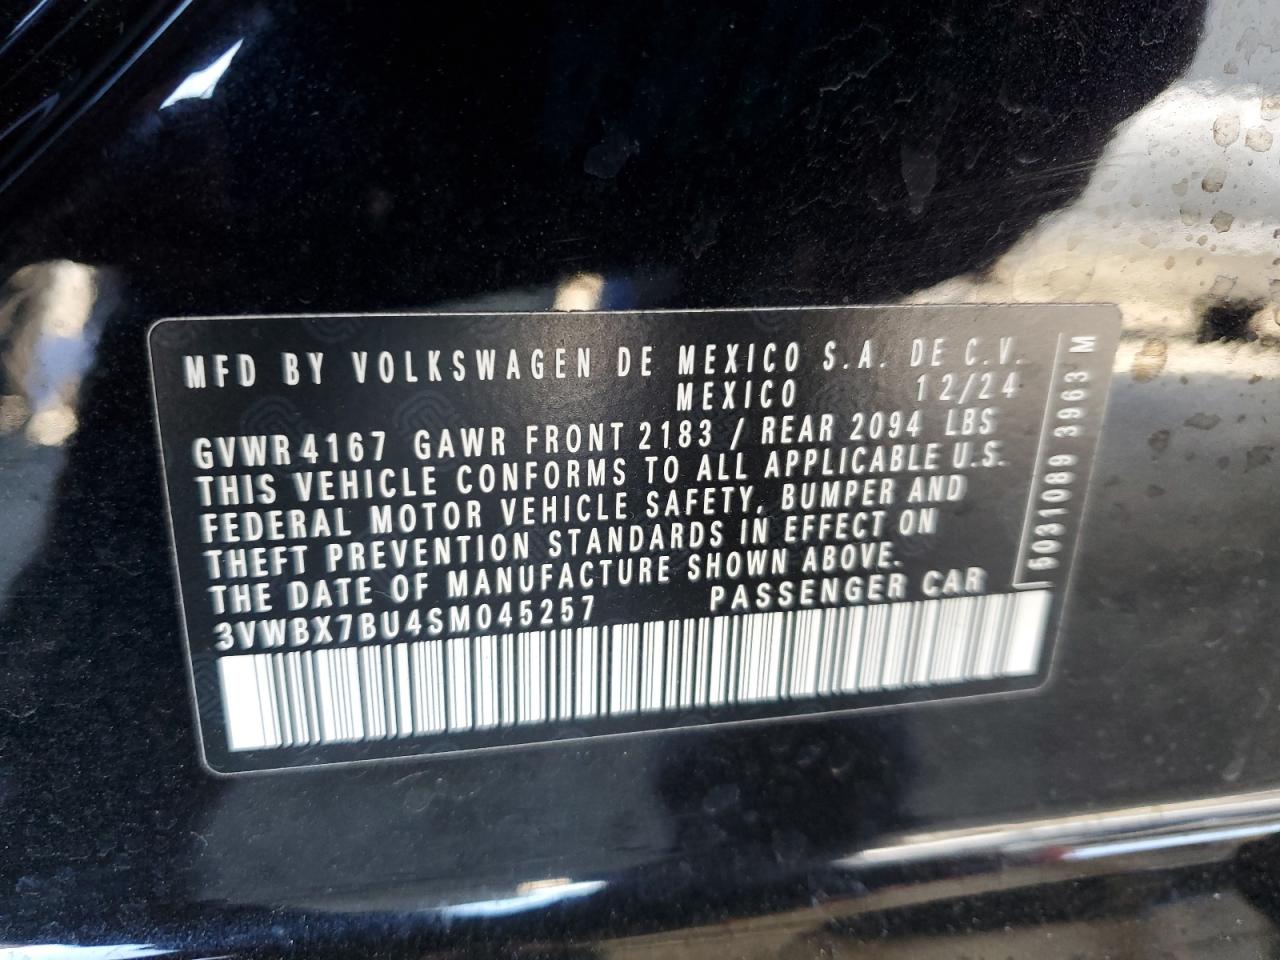 MFD BY VOLKSWAGEN DE MEXICO S.A. DE C.V.
MEXICO 12/24
GVWR 4167 GAWR FRONT 2183 / REAR 2094 LBS
THIS VEHICLE CONFORMS TO ALL APPLICABLE U.S.
FEDERAL MOTOR VEHICLE SAFETY, BUMPER AND
THEFT PREVENTION STANDARDS IN EFFECT ON
THE DATE OF MANUFACTURE SHOWN ABOVE.
3VWBX7BU4SM045257 PASSENGER CAR
5031089 3963 M